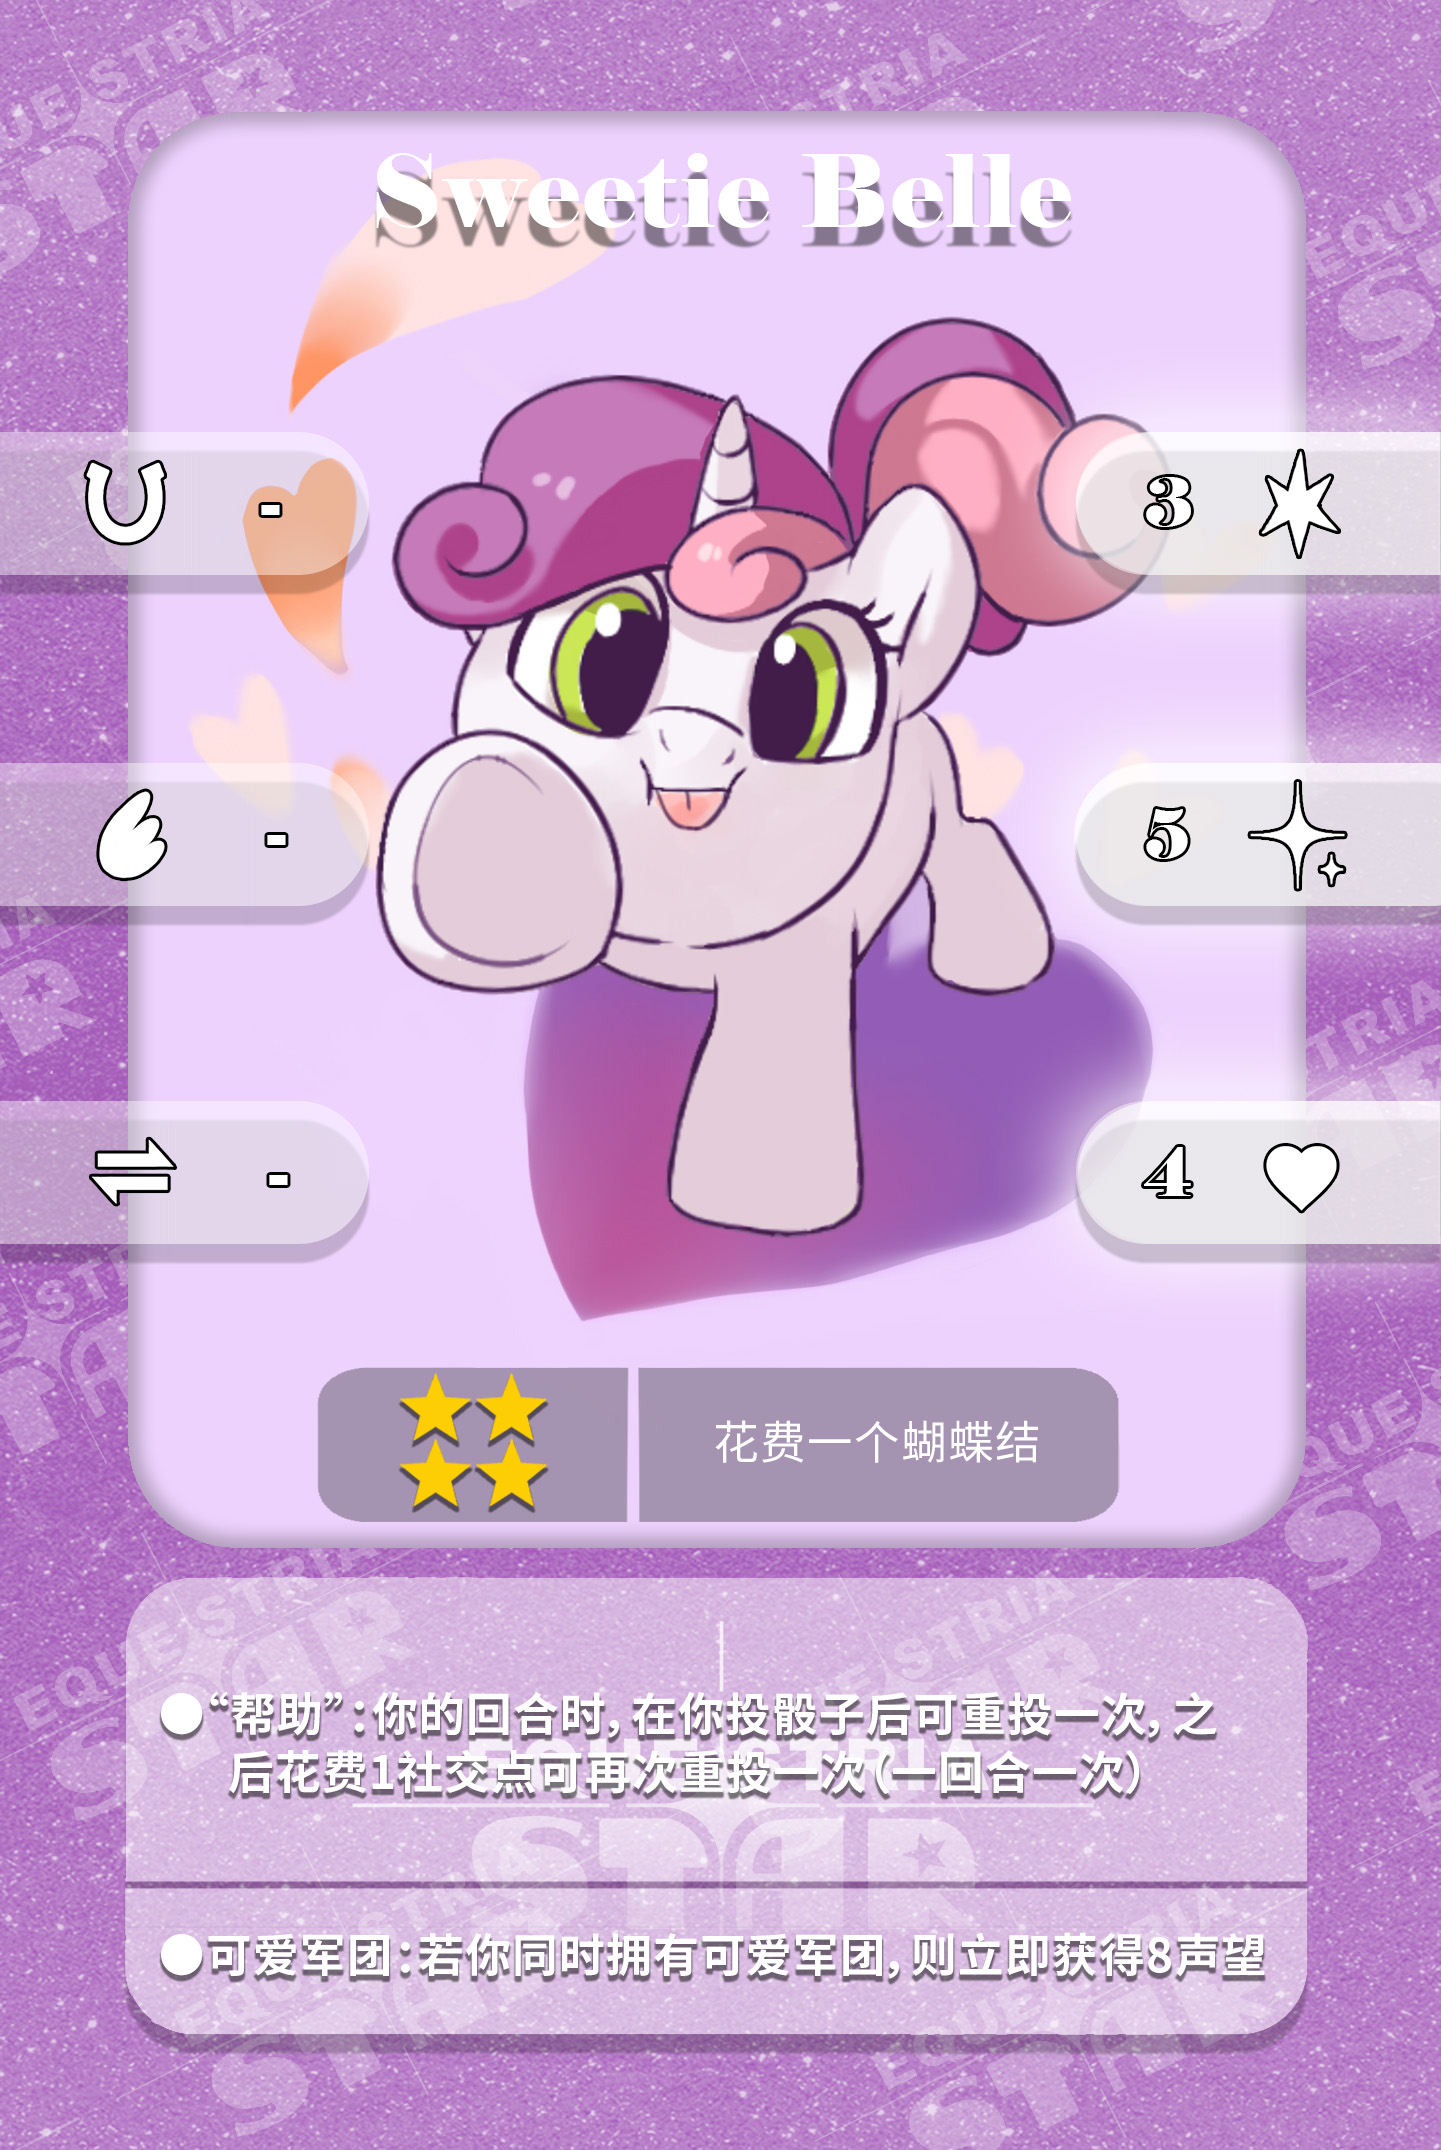 Sweetie Belle
-
3
-
5
-
4
花费一个蝴蝶结
●“帮助”:你的回合时,在你投骰子后可重投一次,之
后花费1社交点可再次重投一次(一回合一次)
EQUESTRIA
STAR
●可爱军团:若你同时拥有可爱军团,则立即获得8声望